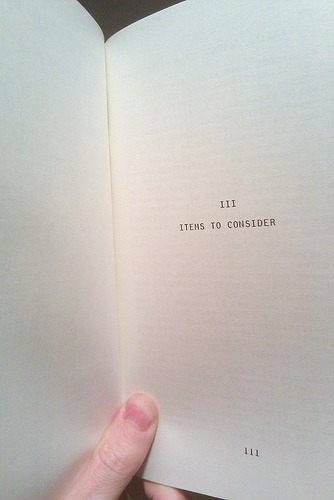 III
ITEMS TO CONSIDER
111